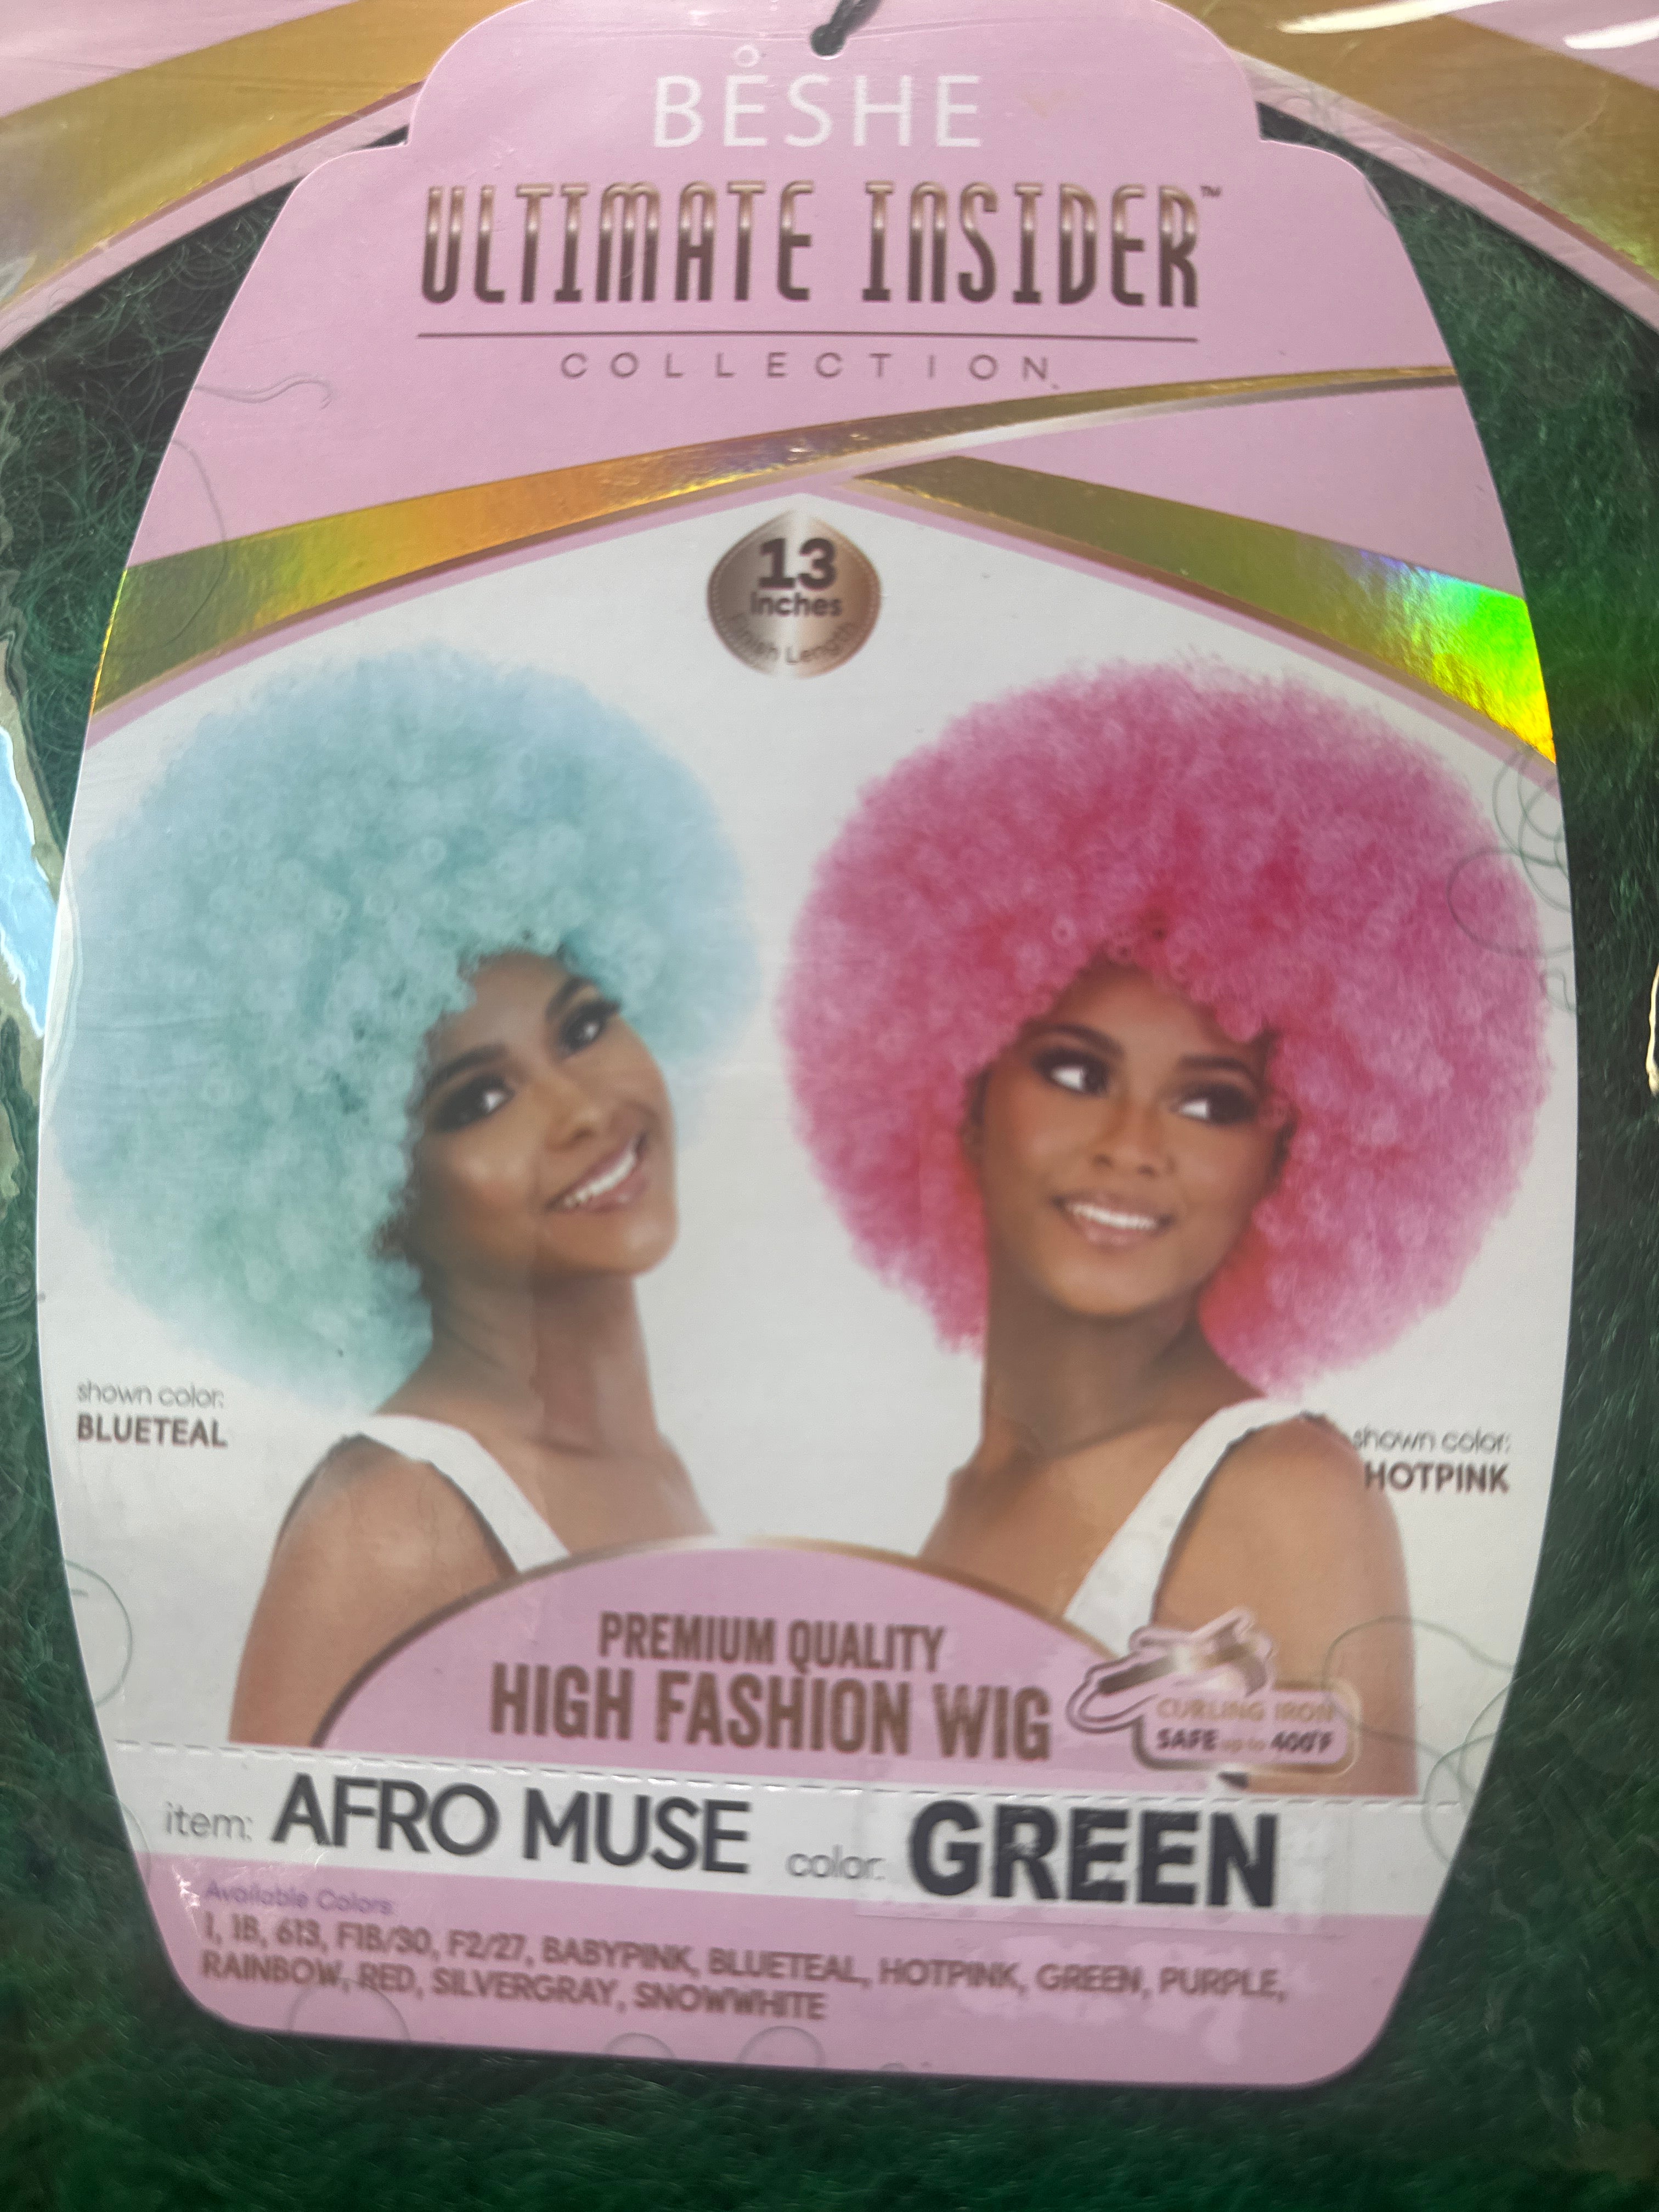 BĖSHE
ULTIMATE INSIDER™
COLLECTION
13
Inches
Finish Length
shown color:
BLUETEAL
shown color:
HOTPINK
PREMIUM QUALITY
HIGH FASHION WIG
CURLING IRON
SAFE up to 400°F
item: AFRO MUSE color: GREEN
Available Colors:
1, 1B, 613, F1B/30, F2/27, BABYPINK, BLUETEAL, HOTPINK, GREEN, PURPLE,
RAINBOW, RED, SILVERGRAY, SNOWWHITE